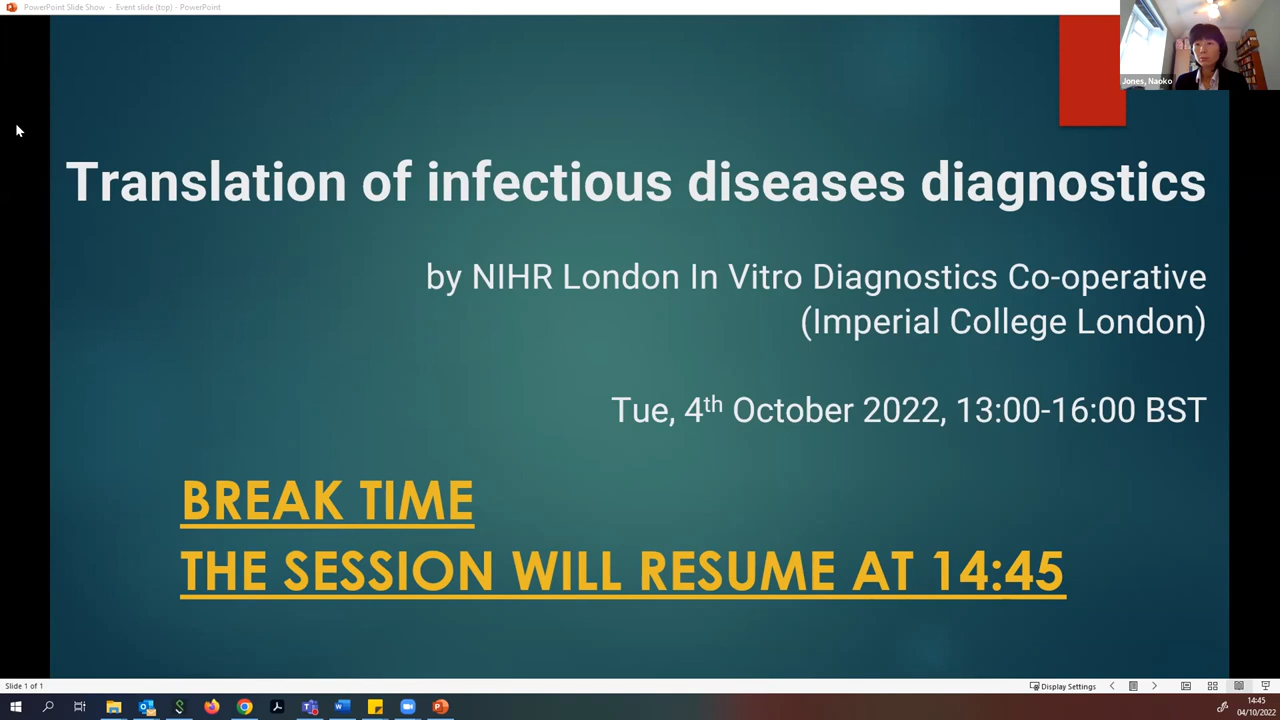 PowerPoint Slide Show - Event slide (top) - PowerPoint
Jones, Naoko
Translation of infectious diseases diagnostics
by NIHR London In Vitro Diagnostics Co-operative
(Imperial College London)
Tue, 4th October 2022, 13:00-16:00 BST
BREAK TIME
THE SESSION WILL RESUME AT 14:45
Slide 1 of 1
Display Settings
14:45
04/10/2022